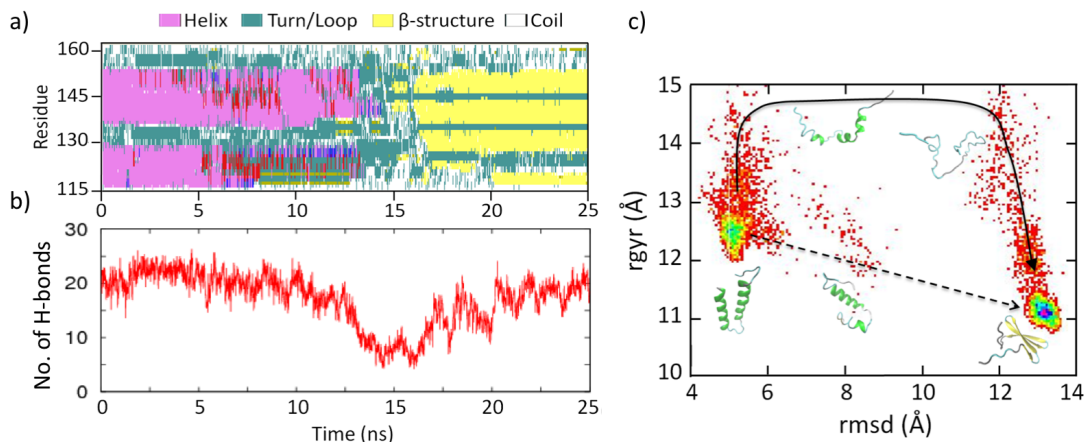 a)
Helix Turn/Loop β-structure Coil
Residue
160
145
130
115
0 5 10 15 20 25
b)
No. of H-bonds
30
20
10
0
0 5 10 15 20 25
Time (ns)
c)
rgyr (Å)
15
14
13
12
11
10
4 6 8 10 12 14
rmsd (Å)